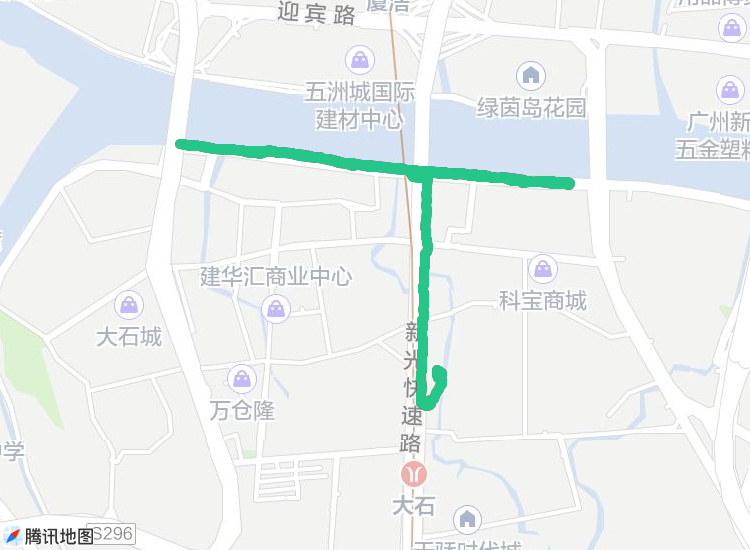 迎宾路
厦滘
五洲城国际
建材中心
绿茵岛花园
广州新
五金塑料
建华汇商业中心
科宝商城
大石城
万仓隆
新光快速路
大石
腾讯地图
S296